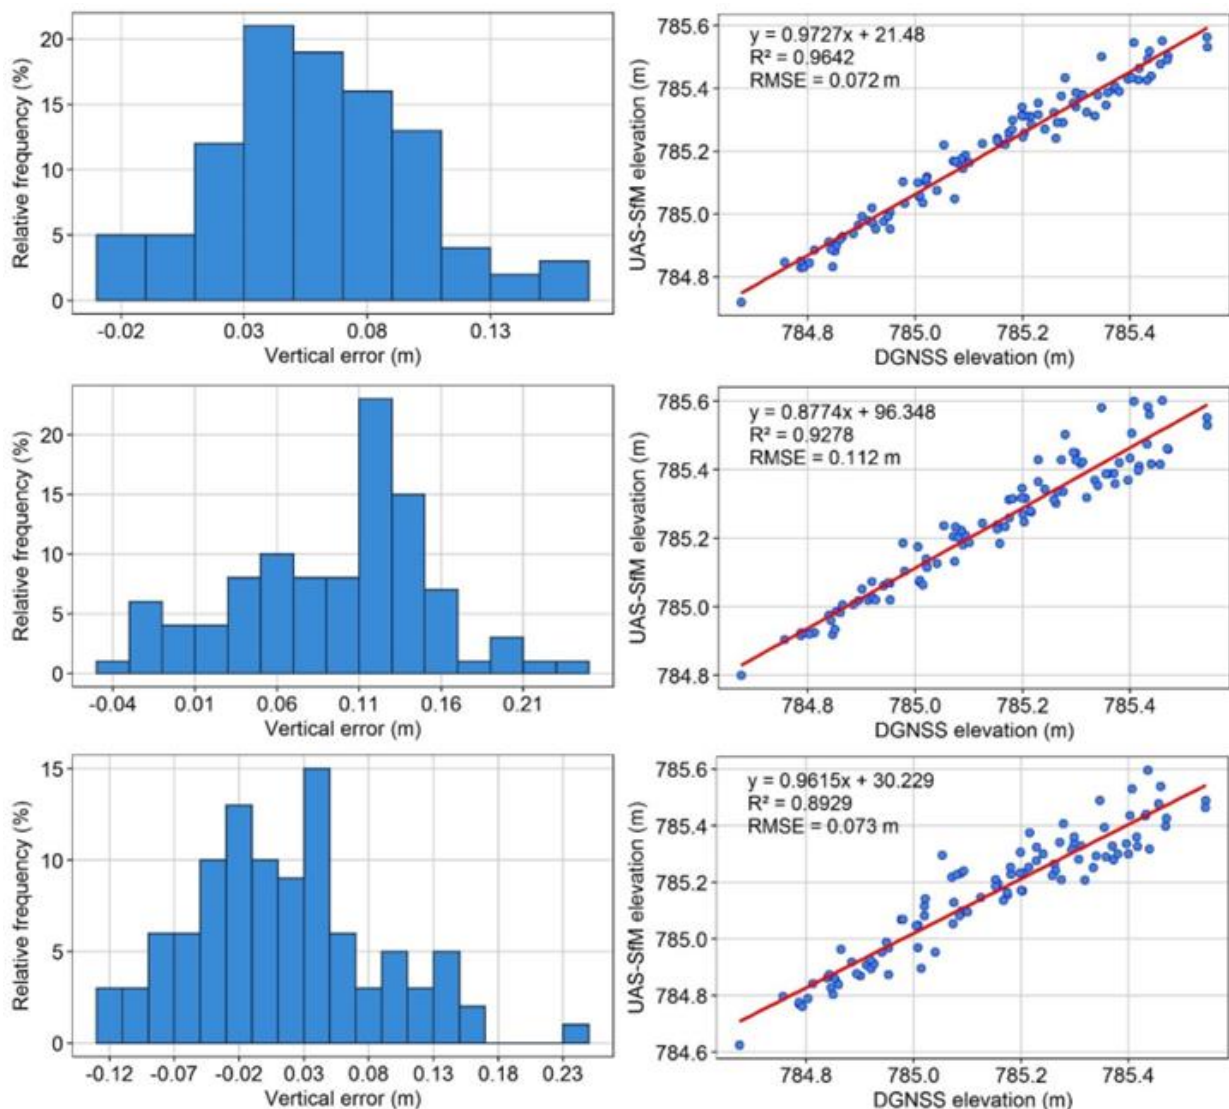 20
15
10
5
0
-0.02 0.03 0.08 0.13
Vertical error (m)
Relative frequency (%)
y = 0.9727x + 21.48
R² = 0.9642
RMSE = 0.072 m
785.6
785.4
785.2
785.0
784.8
784.8 785.0 785.2 785.4
DGNSS elevation (m)
UAS-SfM elevation (m)
20
15
10
5
0
-0.04 0.01 0.06 0.11 0.16 0.21
Vertical error (m)
Relative frequency (%)
y = 0.8774x + 96.348
R² = 0.9278
RMSE = 0.112 m
785.6
785.4
785.2
785.0
784.8
784.8 785.0 785.2 785.4
DGNSS elevation (m)
UAS-SfM elevation (m)
15
10
5
0
-0.12 -0.07 -0.02 0.03 0.08 0.13 0.18 0.23
Vertical error (m)
Relative frequency (%)
y = 0.9615x + 30.229
R² = 0.8929
RMSE = 0.073 m
785.6
785.4
785.2
785.0
784.8
784.6
784.8 785.0 785.2 785.4
DGNSS elevation (m)
UAS-SfM elevation (m)